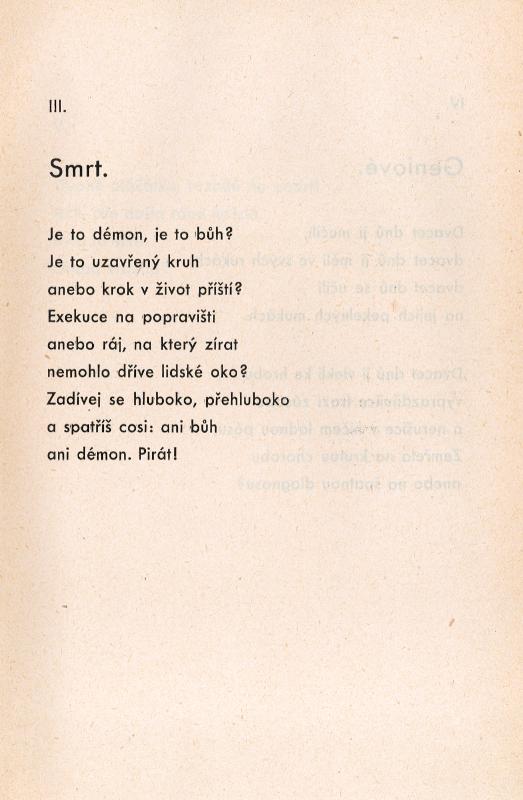 III.
Smrt.
Je to démon, je to bůh?
Je to uzavřený kruh
anebo krok v život příští?
Exekuce na popravišti
anebo ráj, na který zírat
nemohlo dříve lidské oko?
Zadívej se hluboko, přehluboko
a spatříš cosi: ani bůh
ani démon. Pirát!